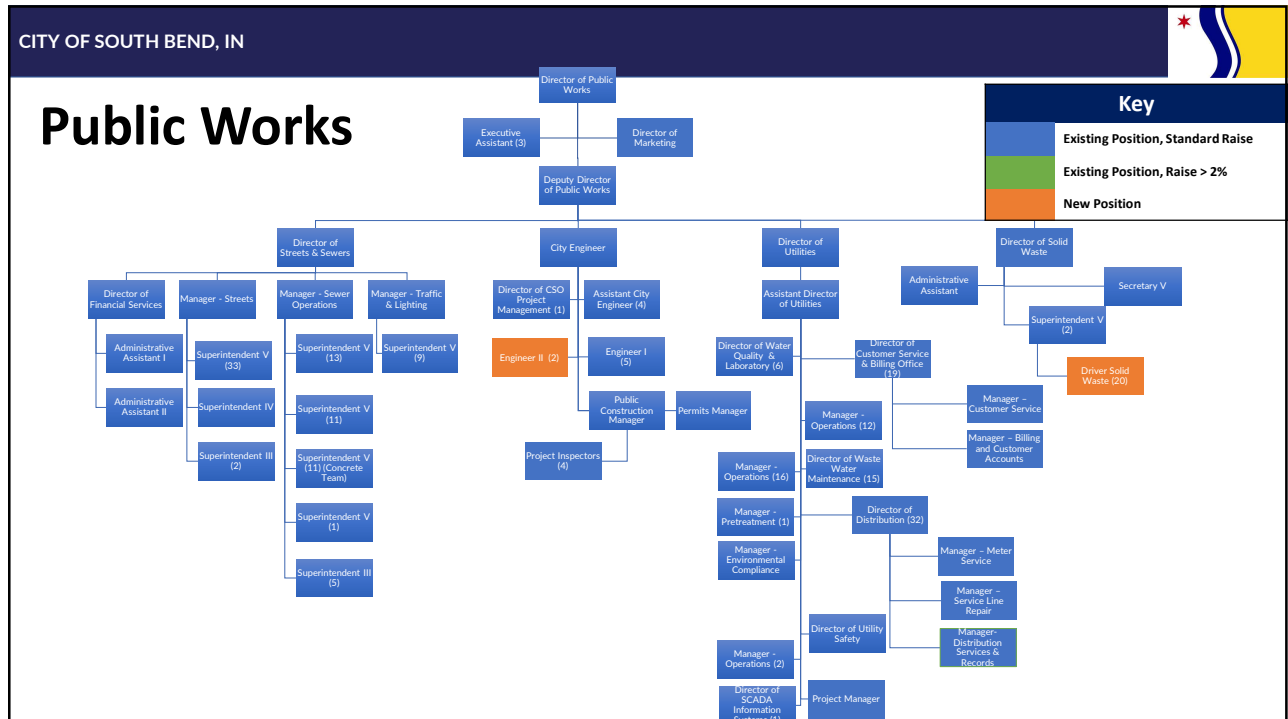 CITY OF SOUTH BEND, IN
Public Works
Key
Existing Position, Standard Raise
Existing Position, Raise > 2%
New Position
Director of Public
Works
Executive
Assistant (3)
Director of
Marketing
Deputy Director
of Public Works
Director of
Streets & Sewers
City Engineer
Director of
Utilities
Director of Solid
Waste
Director of
Financial Services
Manager - Streets
Manager - Sewer
Operations
Manager - Traffic
& Lighting
Administrative
Assistant I
Administrative
Assistant II
Superintendent V
(33)
Superintendent IV
Superintendent III
(2)
Superintendent V
(13)
Superintendent V
(11)
Superintendent V
(11) (Concrete
Team)
Superintendent V
(1)
Superintendent III
(5)
Superintendent V
(9)
Director of CSO
Project
Management (1)
Assistant City
Engineer (4)
Engineer II (2)
Engineer I
(5)
Public
Construction
Manager
Permits Manager
Project Inspectors
(4)
Assistant Director
of Utilities
Director of Water
Quality &
Laboratory (6)
Director of
Customer Service
& Billing Office
(19)
Manager –
Customer Service
Manager – Billing
and Customer
Accounts
Manager -
Operations (12)
Manager -
Operations (16)
Director of Waste
Water
Maintenance (15)
Manager -
Pretreatment (1)
Director of
Distribution (32)
Manager -
Environmental
Compliance
Manager – Meter
Service
Manager –
Service Line
Repair
Manager-
Distribution
Services &
Records
Director of Utility
Safety
Manager -
Operations (2)
Director of
SCADA
Information
Systems (1)
Project Manager
Administrative
Assistant
Secretary V
Superintendent V
(2)
Driver Solid
Waste (20)